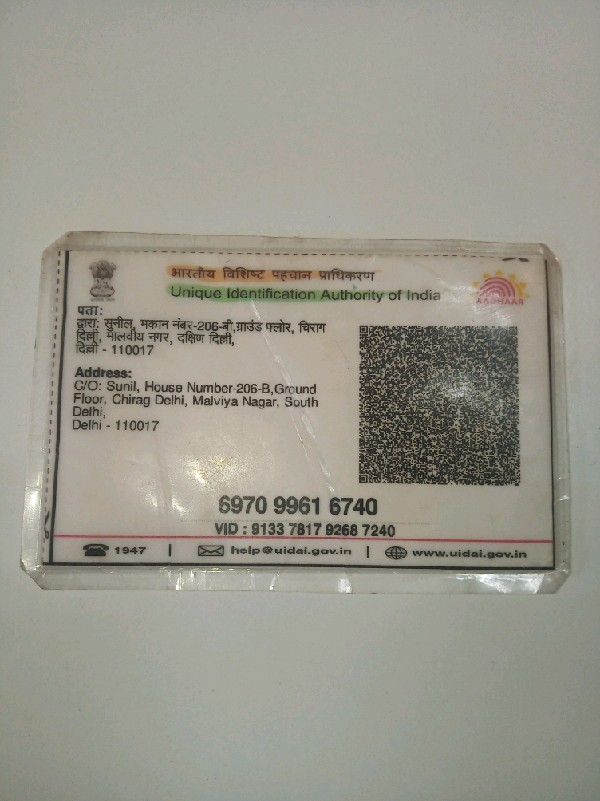 भारतीय विशिष्ट पहचान प्राधिकरण
Unique Identification Authority of India
AADHAAR
पता:
द्वारा: सुनील, मकान नंबर-206-बी,ग्राउंड फ्लोर, चिराग
दिल्ली, मालवीय नगर, दक्षिण दिल्ली,
दिल्ली - 110017
Address:
C/O: Sunil, House Number-206-B,Ground
Floor, Chirag Delhi, Malviya Nagar, South
Delhi,
Delhi - 110017
6970 9961 6740
VID : 9133 7817 9268 7240
1947 | help@uidai.gov.in | www.uidai.gov.in